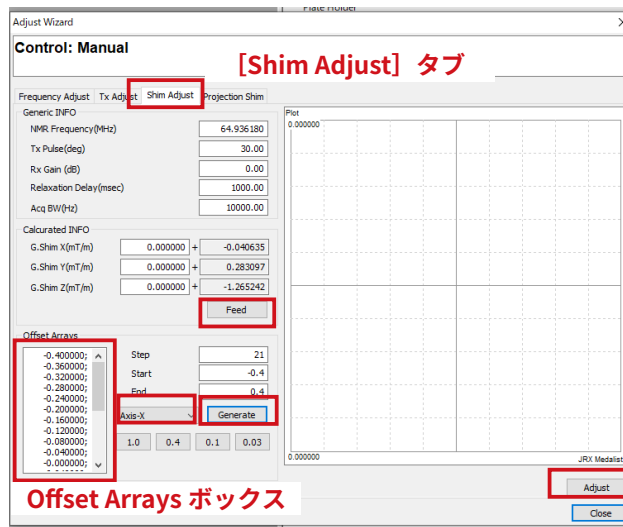 Plate Holder
Adjust Wizard
Control: Manual
[Shim Adjust] タブ
Frequency Adjust Tx Adjust Shim Adjust Projection Shim
Generic INFO
NMR Frequency(MHz) 64.936180
Tx Pulse(deg) 30.00
Rx Gain (dB) 0.00
Relaxation Delay(msec) 1000.00
Acq BW(Hz) 10000.00
Calcurated INFO
G.Shim X(mT/m) 0.000000 + -0.040635
G.Shim Y(mT/m) 0.000000 + 0.283097
G.Shim Z(mT/m) 0.000000 + -1.265242
Feed
Offset Arrays
-0.400000;
-0.360000;
-0.320000;
-0.280000;
-0.240000;
-0.200000;
-0.160000;
-0.120000;
-0.080000;
-0.040000;
-0.000000;
Step 21
Start -0.4
End 0.4
Axis-X Generate
1.0 0.4 0.1 0.03
Offset Arrays ボックス
Plot
0.000000
0.000000
JRX Medalist
Adjust
Close